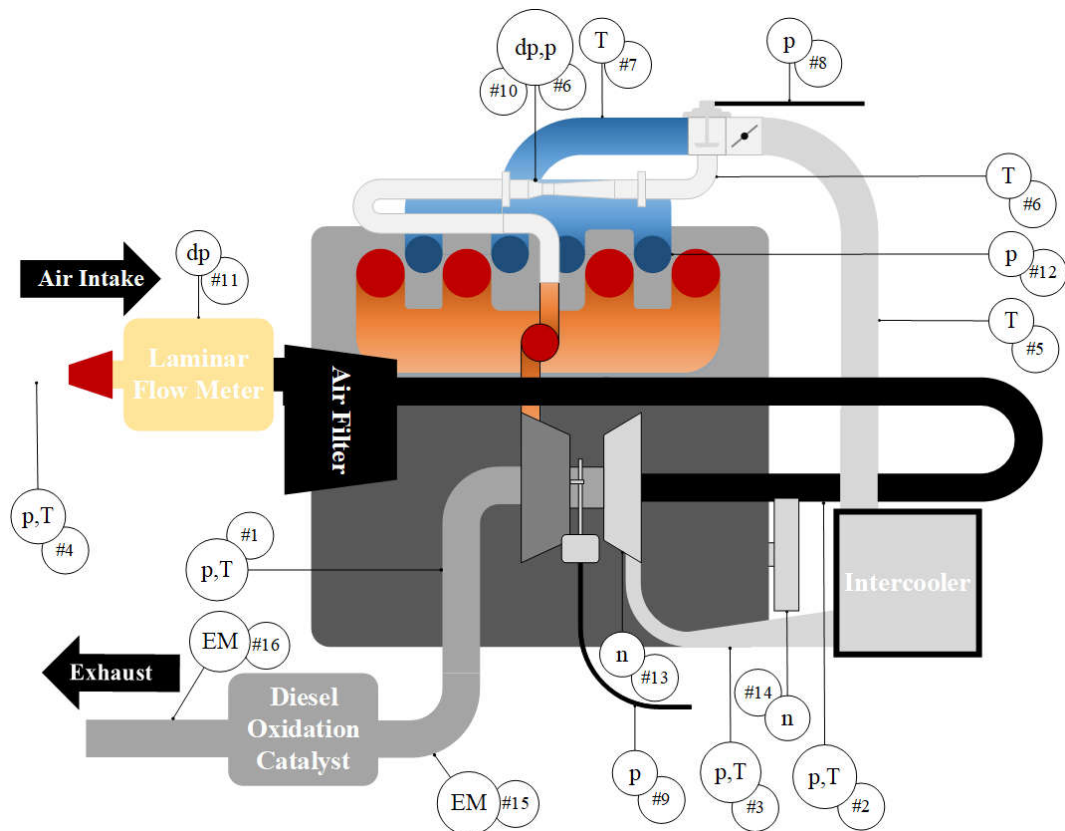 dp,p
#10
#6
T
#7
p
#8
T
#6
Air Intake
dp
#11
p
#12
T
#5
Laminar
Flow Meter
Air Filter
p,T
#4
#1
p,T
Intercooler
EM
#16
n
#13
Exhaust
#14
n
Diesel
Oxidation
Catalyst
p
#9
p,T
#3
p,T
#2
EM
#15